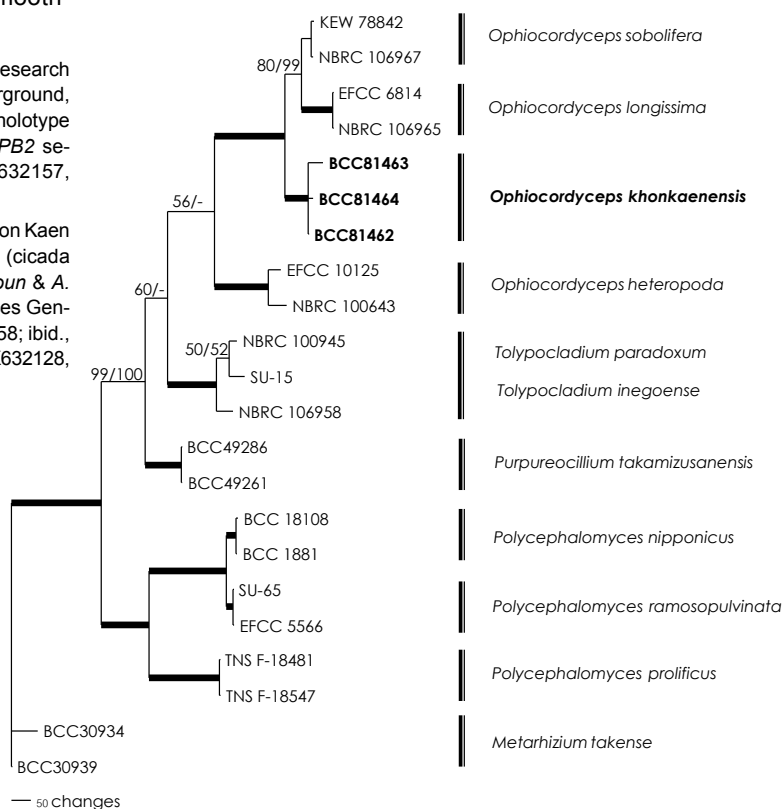 esearch
rground,
holotype
PB2 se-
632157,
on Kaen
(cicada
oun & A.
es Gen-
58; ibid.,
632128,
KEW 78842
NBRC 106967
Ophiocordyceps sobolifera
80/99
EFCC 6814
NBRC 106965
Ophiocordyceps longissima
BCC81463
BCC81464
BCC81462
Ophiocordyceps khonkaenensis
56/-
EFCC 10125
NBRC 100643
Ophiocordyceps heteropoda
60/-
50/52
NBRC 100945
SU-15
NBRC 106958
Tolypocladium paradoxum
Tolypocladium inegoense
99/100
BCC49286
BCC49261
Purpureocillium takamizusanensis
BCC 18108
BCC 1881
Polycephalomyces nipponicus
SU-65
EFCC 5566
Polycephalomyces ramosopulvinata
TNS F-18481
TNS F-18547
Polycephalomyces prolificus
BCC30934
BCC30939
Metarhizium takense
50 changes